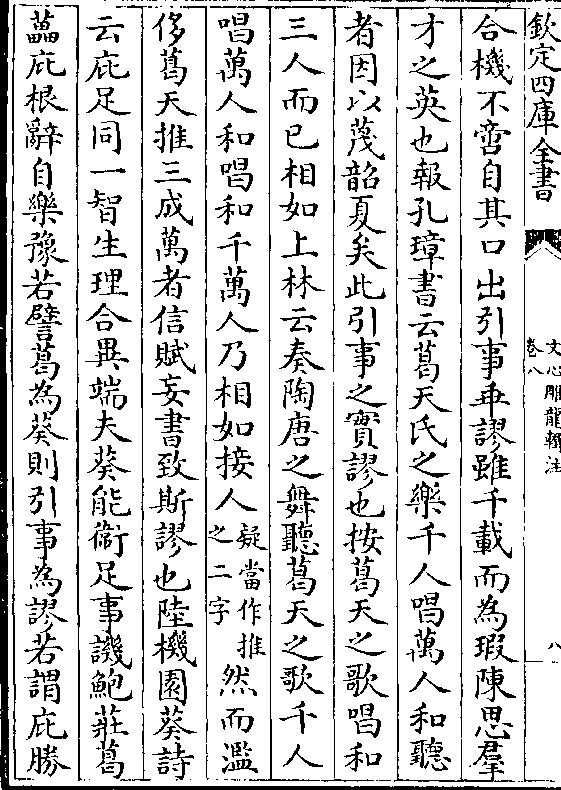 欽定四庫全書
文心雕龍輯注
卷八
八
合機不啻自其口出引事乖謬雖千載而為瑕陳思羣
才之英也報孔璋書云葛天氏之樂千人唱萬人和聽
者因以蔑韶夏矣此引事之實謬也按葛天之歌唱和
三人而已相如上林云奏陶唐之舞聽葛天之歌千人
唱萬人和唱和千萬人乃相如接人疑當作推之二字然而濫
侈葛天推三成萬者信賦妄書致斯謬也陸機園葵詩
云庇足同一智生理合異端夫葵能衞足事譏鮑莊葛
藟庇根辭自樂豫若譬葛為葵則引事為謬若謂庇勝